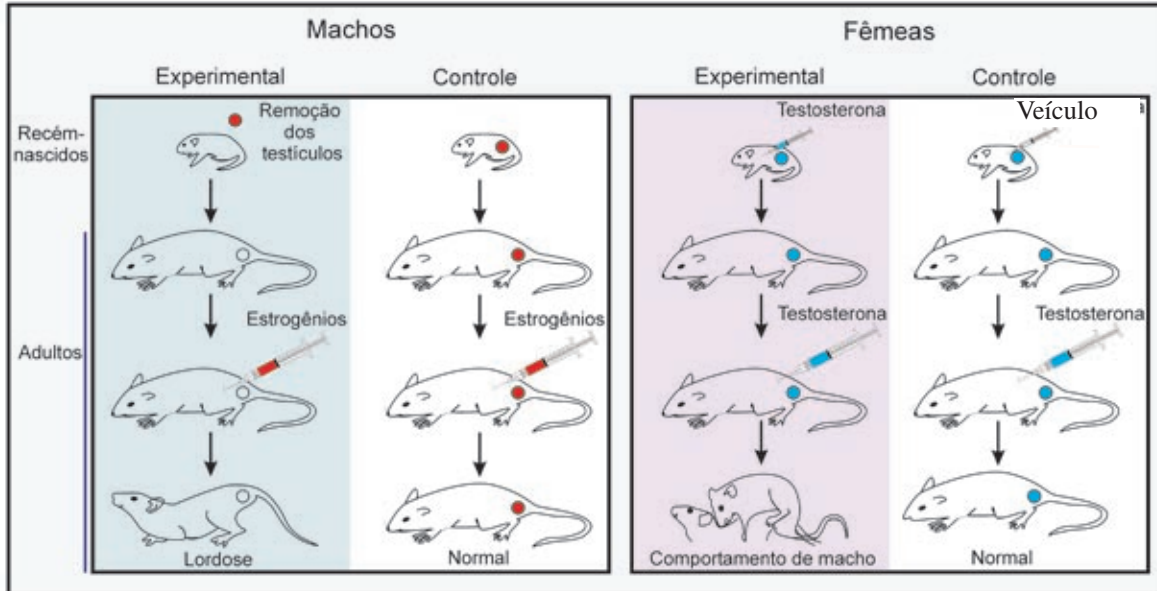 Machos
Fêmeas
Experimental
Controle
Experimental
Controle
Recém-
nascidos
Remoção
dos
testículos
Testosterona
Veículo
Adultos
Estrogênios
Estrogênios
Testosterona
Testosterona
Lordose
Normal
Comportamento de macho
Normal